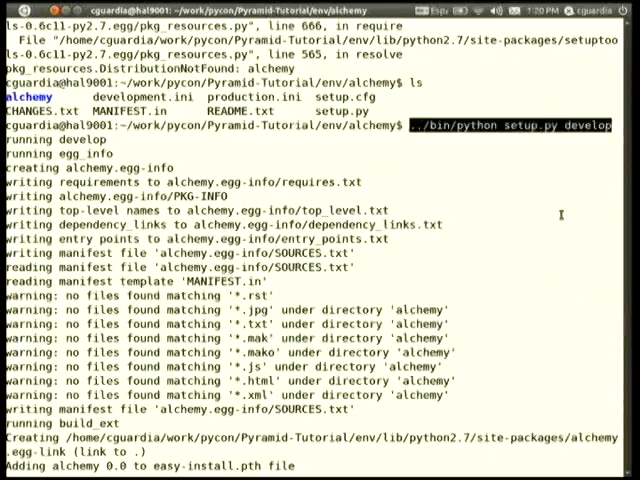 cguardia@hal9001: ~/work/pycon/Pyramid-Tutorial/env/alchemy
Esp
1:20 PM
cguardia
ls-0.6c11-py2.7.egg/pkg_resources.py", line 666, in require
File "/home/cguardia/work/pycon/Pyramid-Tutorial/env/lib/python2.7/site-packages/setuptoo
ls-0.6c11-py2.7.egg/pkg_resources.py", line 565, in resolve
pkg_resources.DistributionNotFound: alchemy
cguardia@hal9001:~/work/pycon/Pyramid-Tutorial/env/alchemy$ ls
alchemy development.ini production.ini setup.cfg
CHANGES.txt MANIFEST.in README.txt setup.py
cguardia@hal9001:~/work/pycon/Pyramid-Tutorial/env/alchemy$ ../bin/python setup.py develop
running develop
running egg_info
creating alchemy.egg-info
writing requirements to alchemy.egg-info/requires.txt
writing alchemy.egg-info/PKG-INFO
writing top-level names to alchemy.egg-info/top_level.txt
writing dependency_links to alchemy.egg-info/dependency_links.txt
writing entry points to alchemy.egg-info/entry_points.txt
writing manifest file 'alchemy.egg-info/SOURCES.txt'
reading manifest file 'alchemy.egg-info/SOURCES.txt'
reading manifest template 'MANIFEST.in'
warning: no files found matching '*.rst'
warning: no files found matching '*.jpg' under directory 'alchemy'
warning: no files found matching '*.txt' under directory 'alchemy'
warning: no files found matching '*.mak' under directory 'alchemy'
warning: no files found matching '*.mako' under directory 'alchemy'
warning: no files found matching '*.js' under directory 'alchemy'
warning: no files found matching '*.html' under directory 'alchemy'
warning: no files found matching '*.xml' under directory 'alchemy'
writing manifest file 'alchemy.egg-info/SOURCES.txt'
running build_ext
Creating /home/cguardia/work/pycon/Pyramid-Tutorial/env/lib/python2.7/site-packages/alchemy
.egg-link (link to .)
Adding alchemy 0.0 to easy-install.pth file